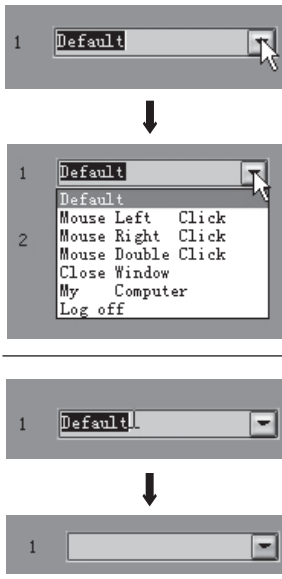 1 Default
1 Default
Default
Mouse Left Click
2 Mouse Right Click
Mouse Double Click
Close Window
My Computer
Log off
1 Default
1